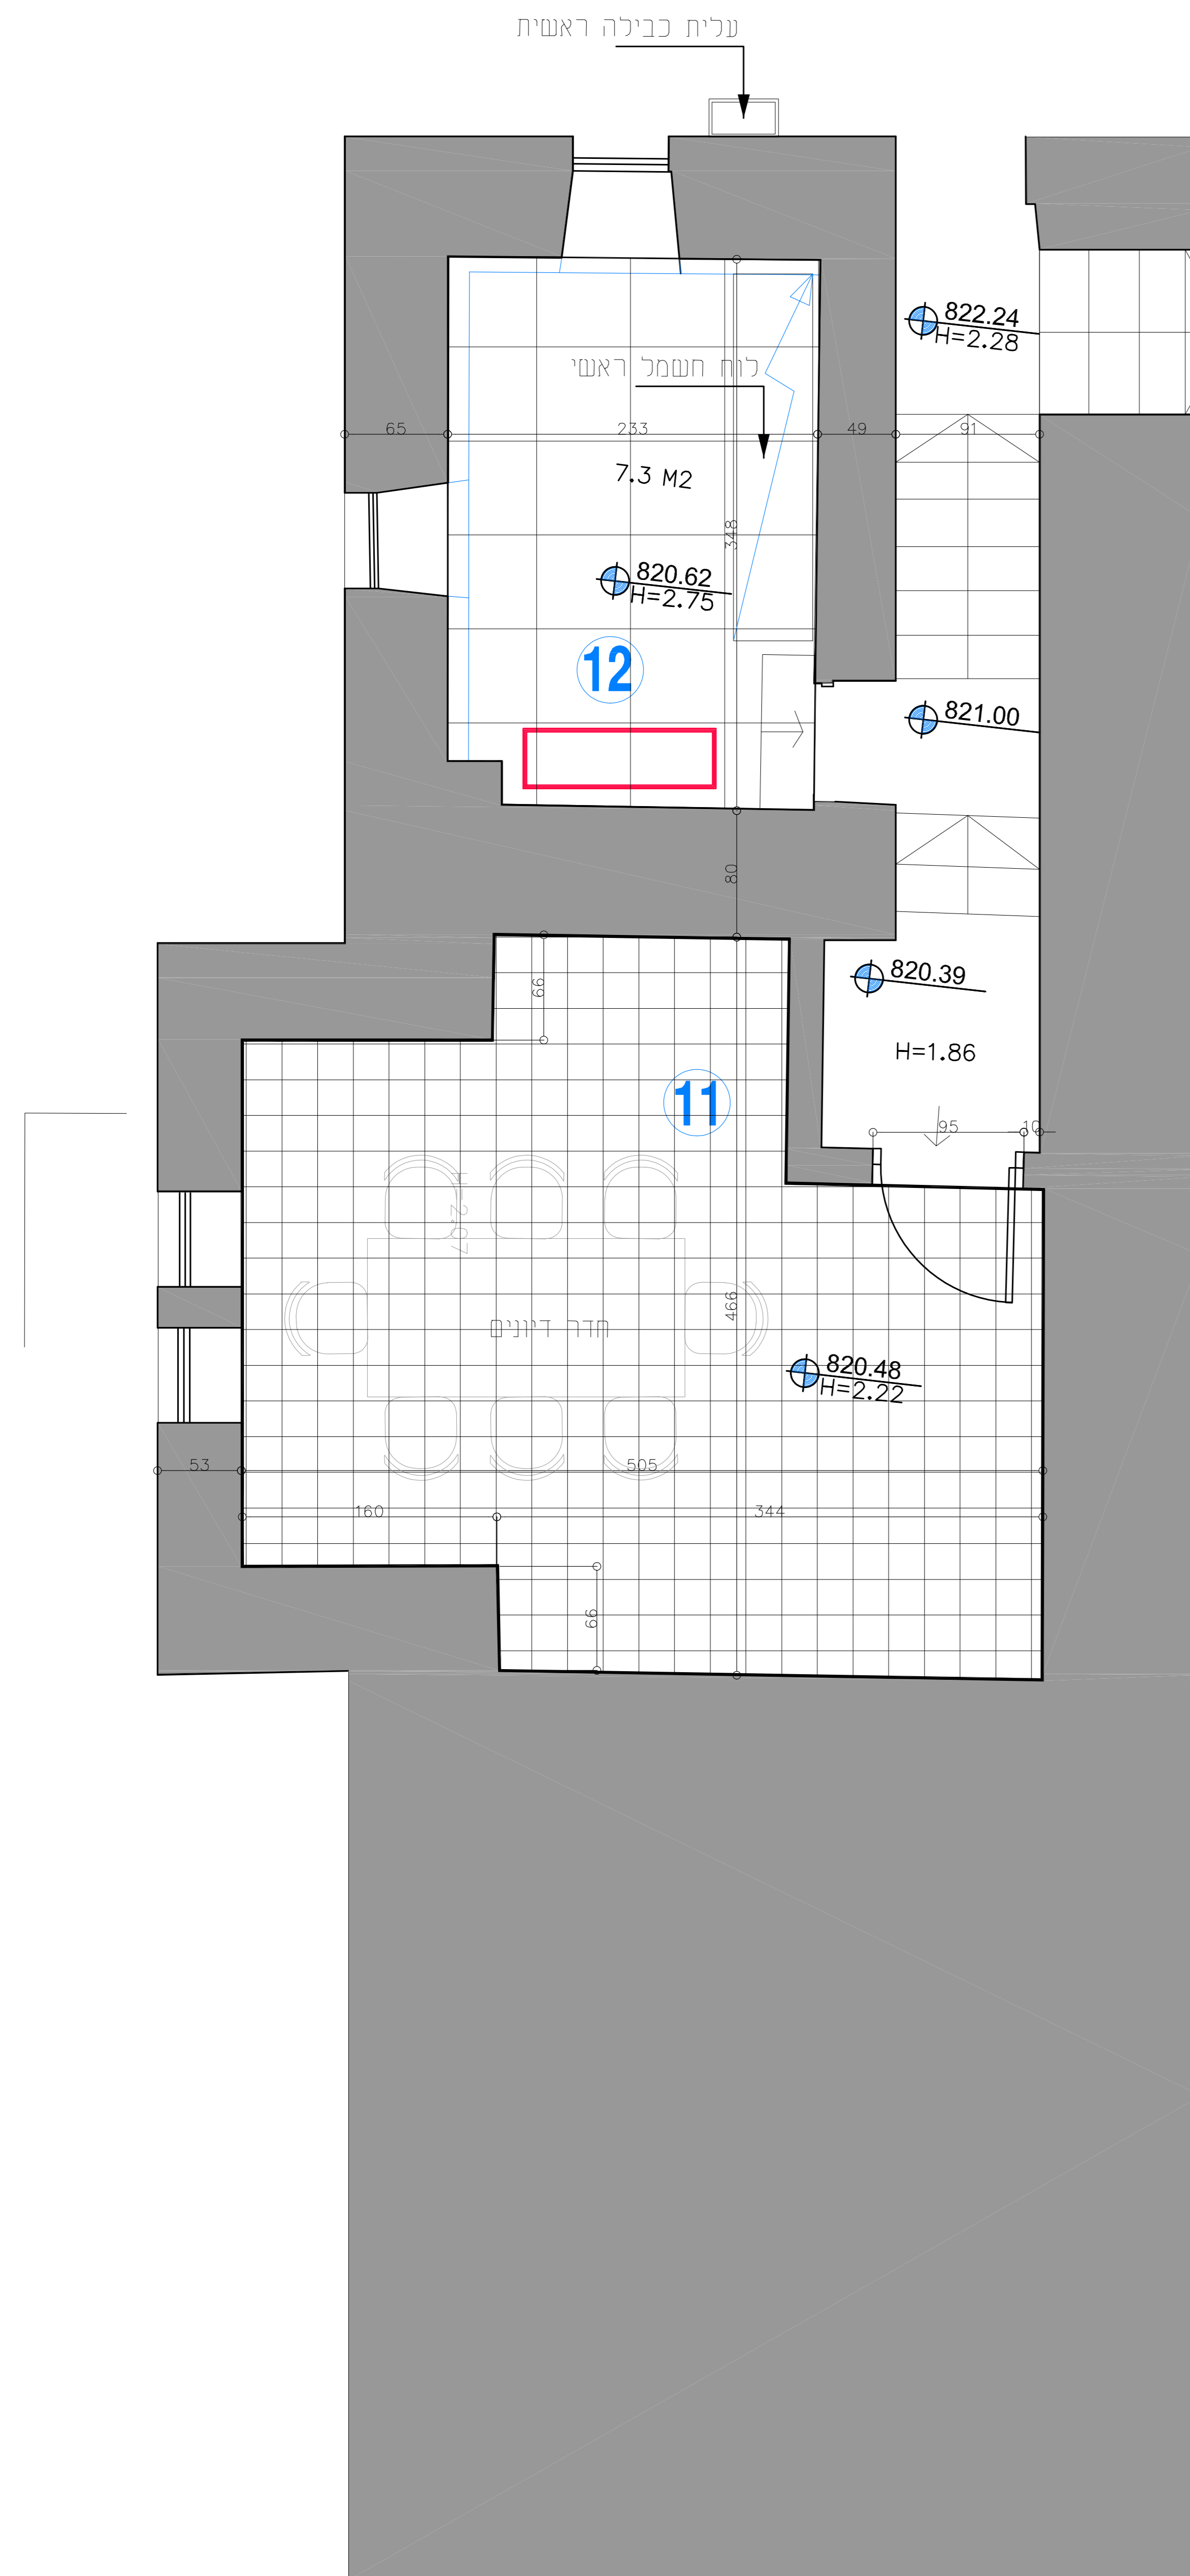 עלית כבילה ראשית
822.24
H=2.28
לוח חשמל ראשי
65
233
49
91
7.3 M2
348
820.62
H=2.75
12
821.00
80
820.39
66
H=1.86
11
95
10
H=2.07
466
חדר דיונים
820.48
H=2.22
53
505
160
344
66